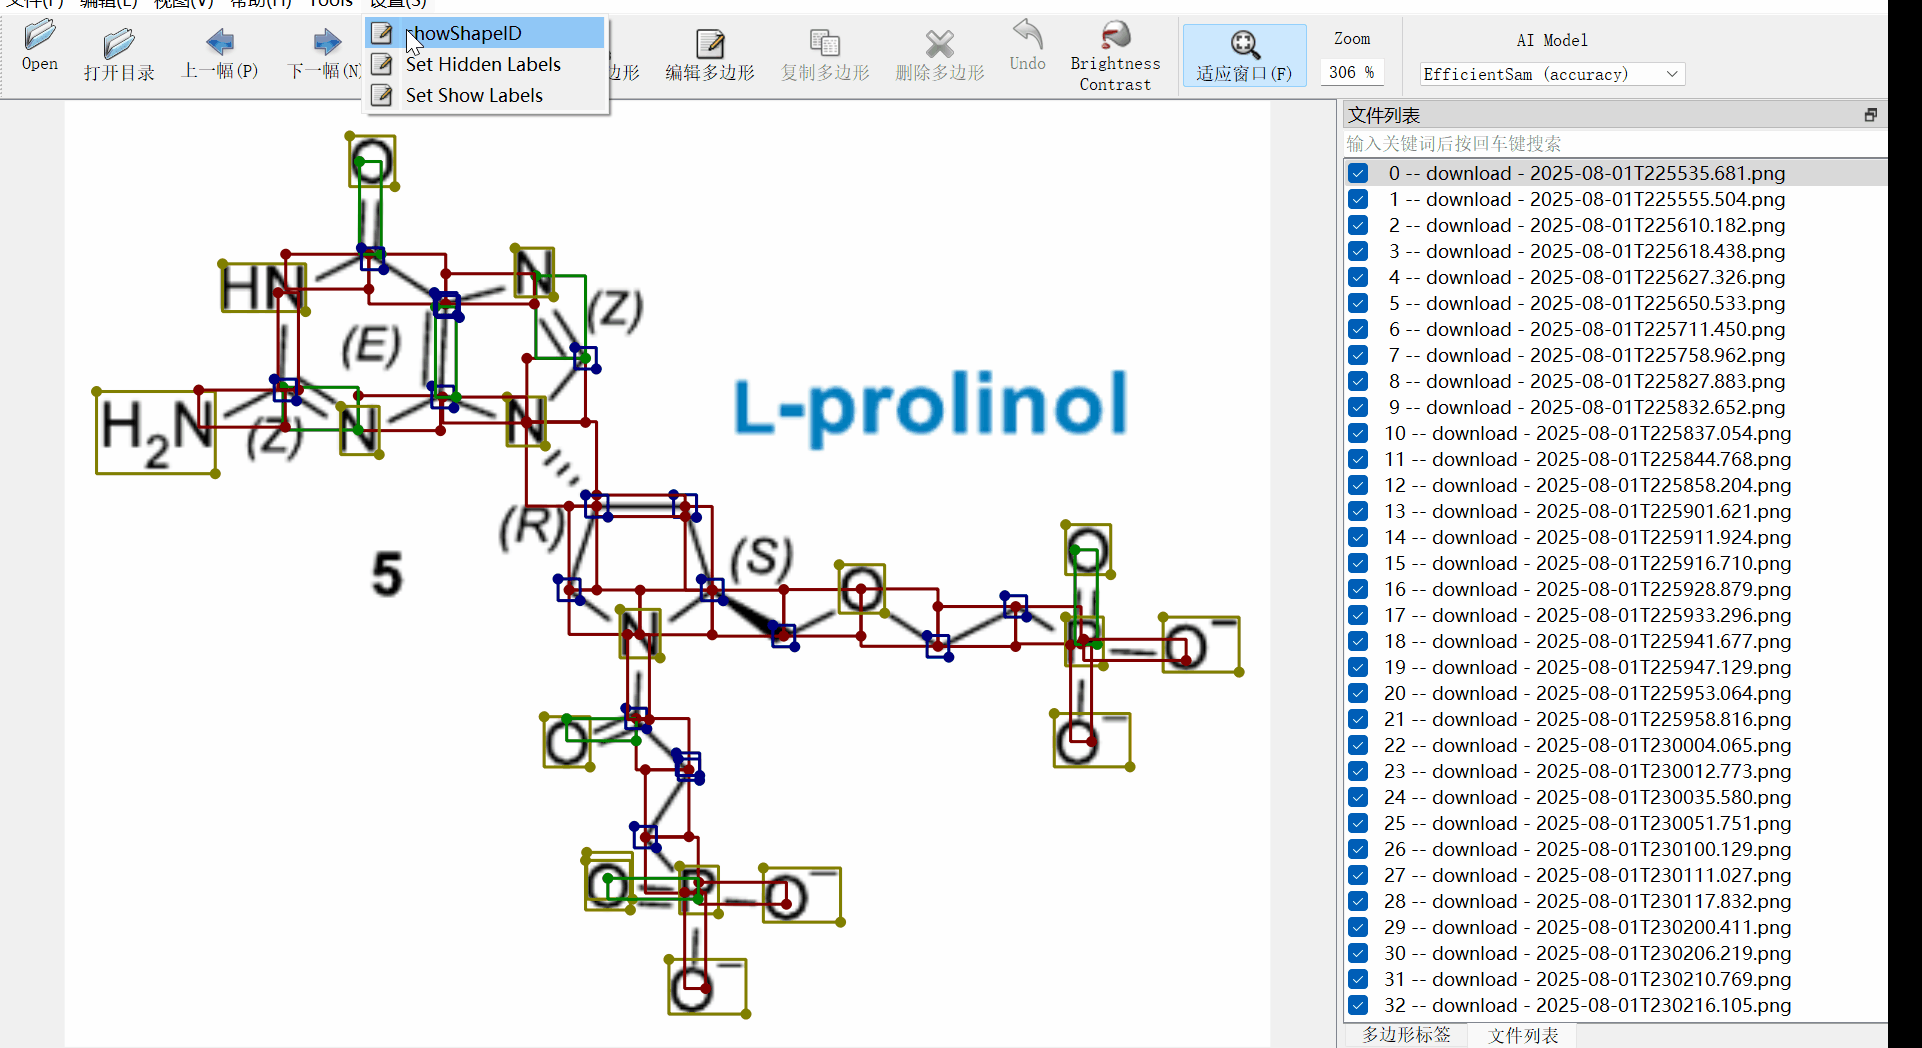 文件(F) 编辑(E) 视图(V) 帮助(H) Tools 设置(S)
Open
打开目录
上一幅(P)
下一幅(N)
showShapeID
Set Hidden Labels
Set Show Labels
边形
编辑多边形
复制多边形
删除多边形
Undo
Brightness
Contrast
适应窗口(F)
Zoom
306 %
AI Model
EfficientSam (accuracy)
O
HN
N
(Z)
(E)
H2N
(Z)
N
N
L-prolinol
(R)
5
(S)
O
O
N
P
O−
O
O−
O
P
O−
O−
文件列表
输入关键词后按回车键搜索
0 -- download - 2025-08-01T225535.681.png
1 -- download - 2025-08-01T225555.504.png
2 -- download - 2025-08-01T225610.182.png
3 -- download - 2025-08-01T225618.438.png
4 -- download - 2025-08-01T225627.326.png
5 -- download - 2025-08-01T225650.533.png
6 -- download - 2025-08-01T225711.450.png
7 -- download - 2025-08-01T225758.962.png
8 -- download - 2025-08-01T225827.883.png
9 -- download - 2025-08-01T225832.652.png
10 -- download - 2025-08-01T225837.054.png
11 -- download - 2025-08-01T225844.768.png
12 -- download - 2025-08-01T225858.204.png
13 -- download - 2025-08-01T225901.621.png
14 -- download - 2025-08-01T225911.924.png
15 -- download - 2025-08-01T225916.710.png
16 -- download - 2025-08-01T225928.879.png
17 -- download - 2025-08-01T225933.296.png
18 -- download - 2025-08-01T225941.677.png
19 -- download - 2025-08-01T225947.129.png
20 -- download - 2025-08-01T225953.064.png
21 -- download - 2025-08-01T225958.816.png
22 -- download - 2025-08-01T230004.065.png
23 -- download - 2025-08-01T230012.773.png
24 -- download - 2025-08-01T230035.580.png
25 -- download - 2025-08-01T230051.751.png
26 -- download - 2025-08-01T230100.129.png
27 -- download - 2025-08-01T230111.027.png
28 -- download - 2025-08-01T230117.832.png
29 -- download - 2025-08-01T230200.411.png
30 -- download - 2025-08-01T230206.219.png
31 -- download - 2025-08-01T230210.769.png
32 -- download - 2025-08-01T230216.105.png
多边形标签
文件列表